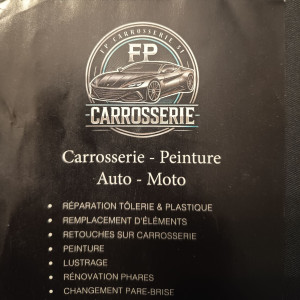 FP CARROSSERIE 57
FP
CARROSSERIE
Carrosserie - Peinture
Auto - Moto
• RÉPARATION TÔLERIE & PLASTIQUE
• REMPLACEMENT D'ÉLÉMENTS
• RETOUCHES SUR CARROSSERIE
• PEINTURE
• LUSTRAGE
• RÉNOVATION PHARES
• CHANGEMENT PARE-BRISE